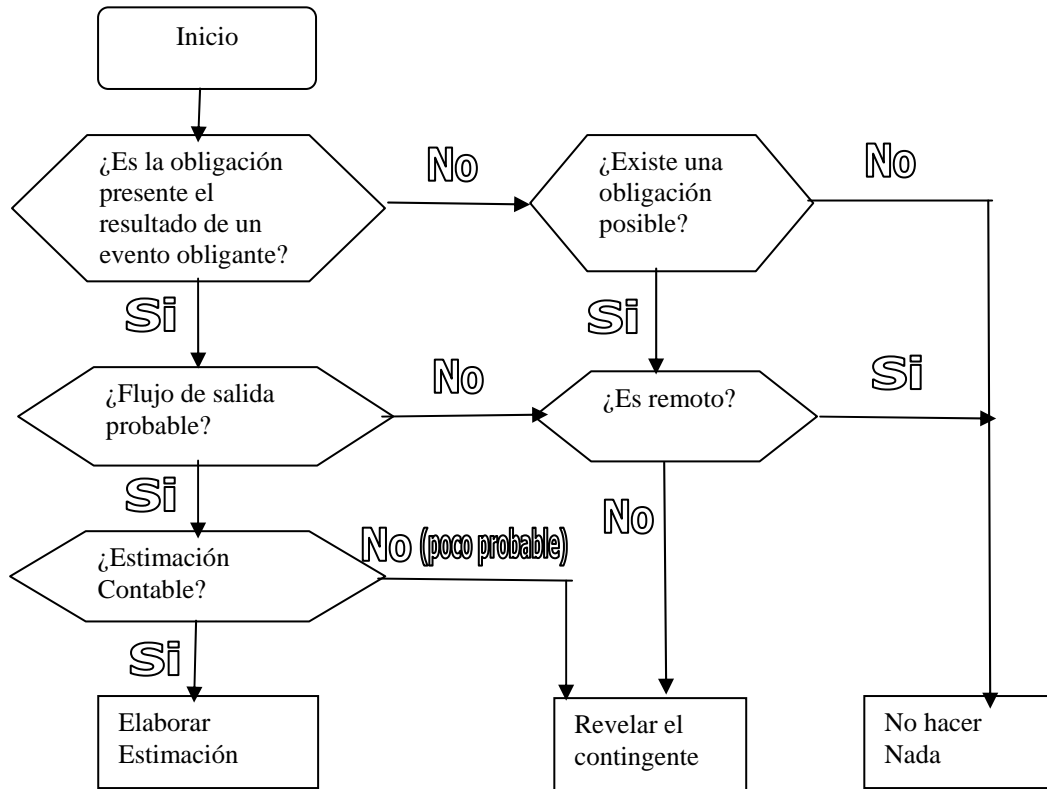 Inicio
¿Es la obligación
presente el
resultado de un
evento obligante?
No
¿Existe una
obligación
posible?
No
Si
Si
¿Flujo de salida
probable?
No
¿Es remoto?
Si
Si
No
¿Estimación
Contable?
No (poco probable)
Si
Elaborar
Estimación
Revelar el
contingente
No hacer
Nada